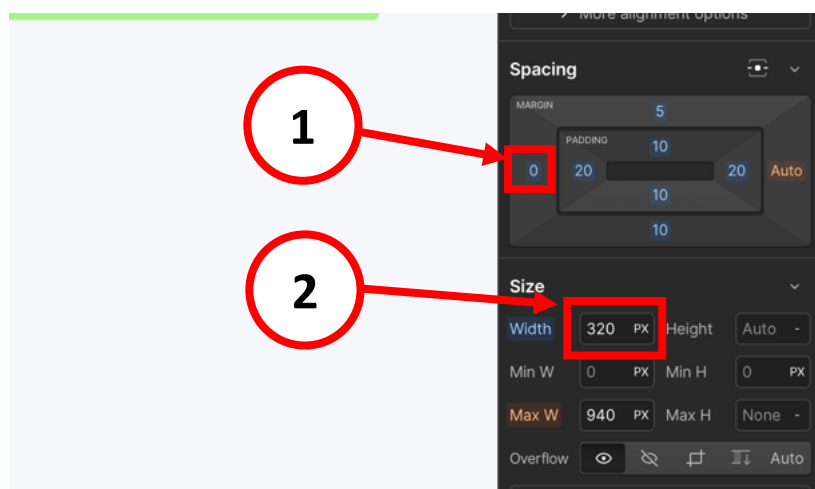 More alignment options
Spacing
MARGIN
5
PADDING
10
0
20
20
Auto
10
10
1
2
Size
Width 320 PX Height Auto -
Min W 0 PX Min H 0 PX
Max W 940 PX Max H None -
Overflow Auto